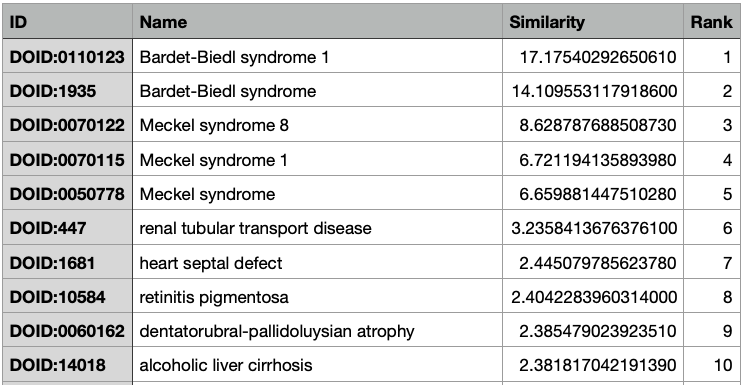 ID Name Similarity Rank
DOID:0110123 Bardet-Biedl syndrome 1 17.17540292650610 1
DOID:1935 Bardet-Biedl syndrome 14.109553117918600 2
DOID:0070122 Meckel syndrome 8 8.628787688508730 3
DOID:0070115 Meckel syndrome 1 6.721194135893980 4
DOID:0050778 Meckel syndrome 6.659881447510280 5
DOID:447 renal tubular transport disease 3.2358413676376100 6
DOID:1681 heart septal defect 2.445079785623780 7
DOID:10584 retinitis pigmentosa 2.4042283960314000 8
DOID:0060162 dentatorubral-pallidoluysian atrophy 2.385479023923510 9
DOID:14018 alcoholic liver cirrhosis 2.381817042191390 10